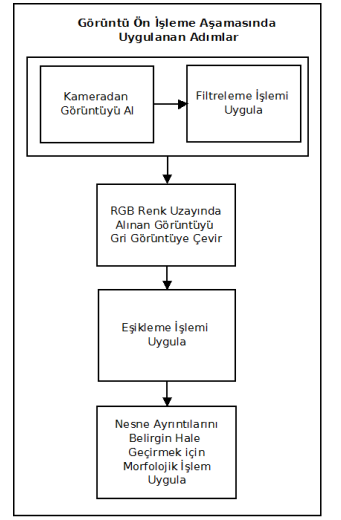 Görüntü Ön İşleme Aşamasında
Uygulanan Adımlar
Kameradan
Görüntüyü Al
Filtreleme İşlemi
Uygula
RGB Renk Uzayında
Alınan Görüntüyü
Gri Görüntüye Çevir
Eşikleme İşlemi
Uygula
Nesne Ayrıntılarını
Belirgin Hale
Geçirmek için
Morfolojik İşlem
Uygula